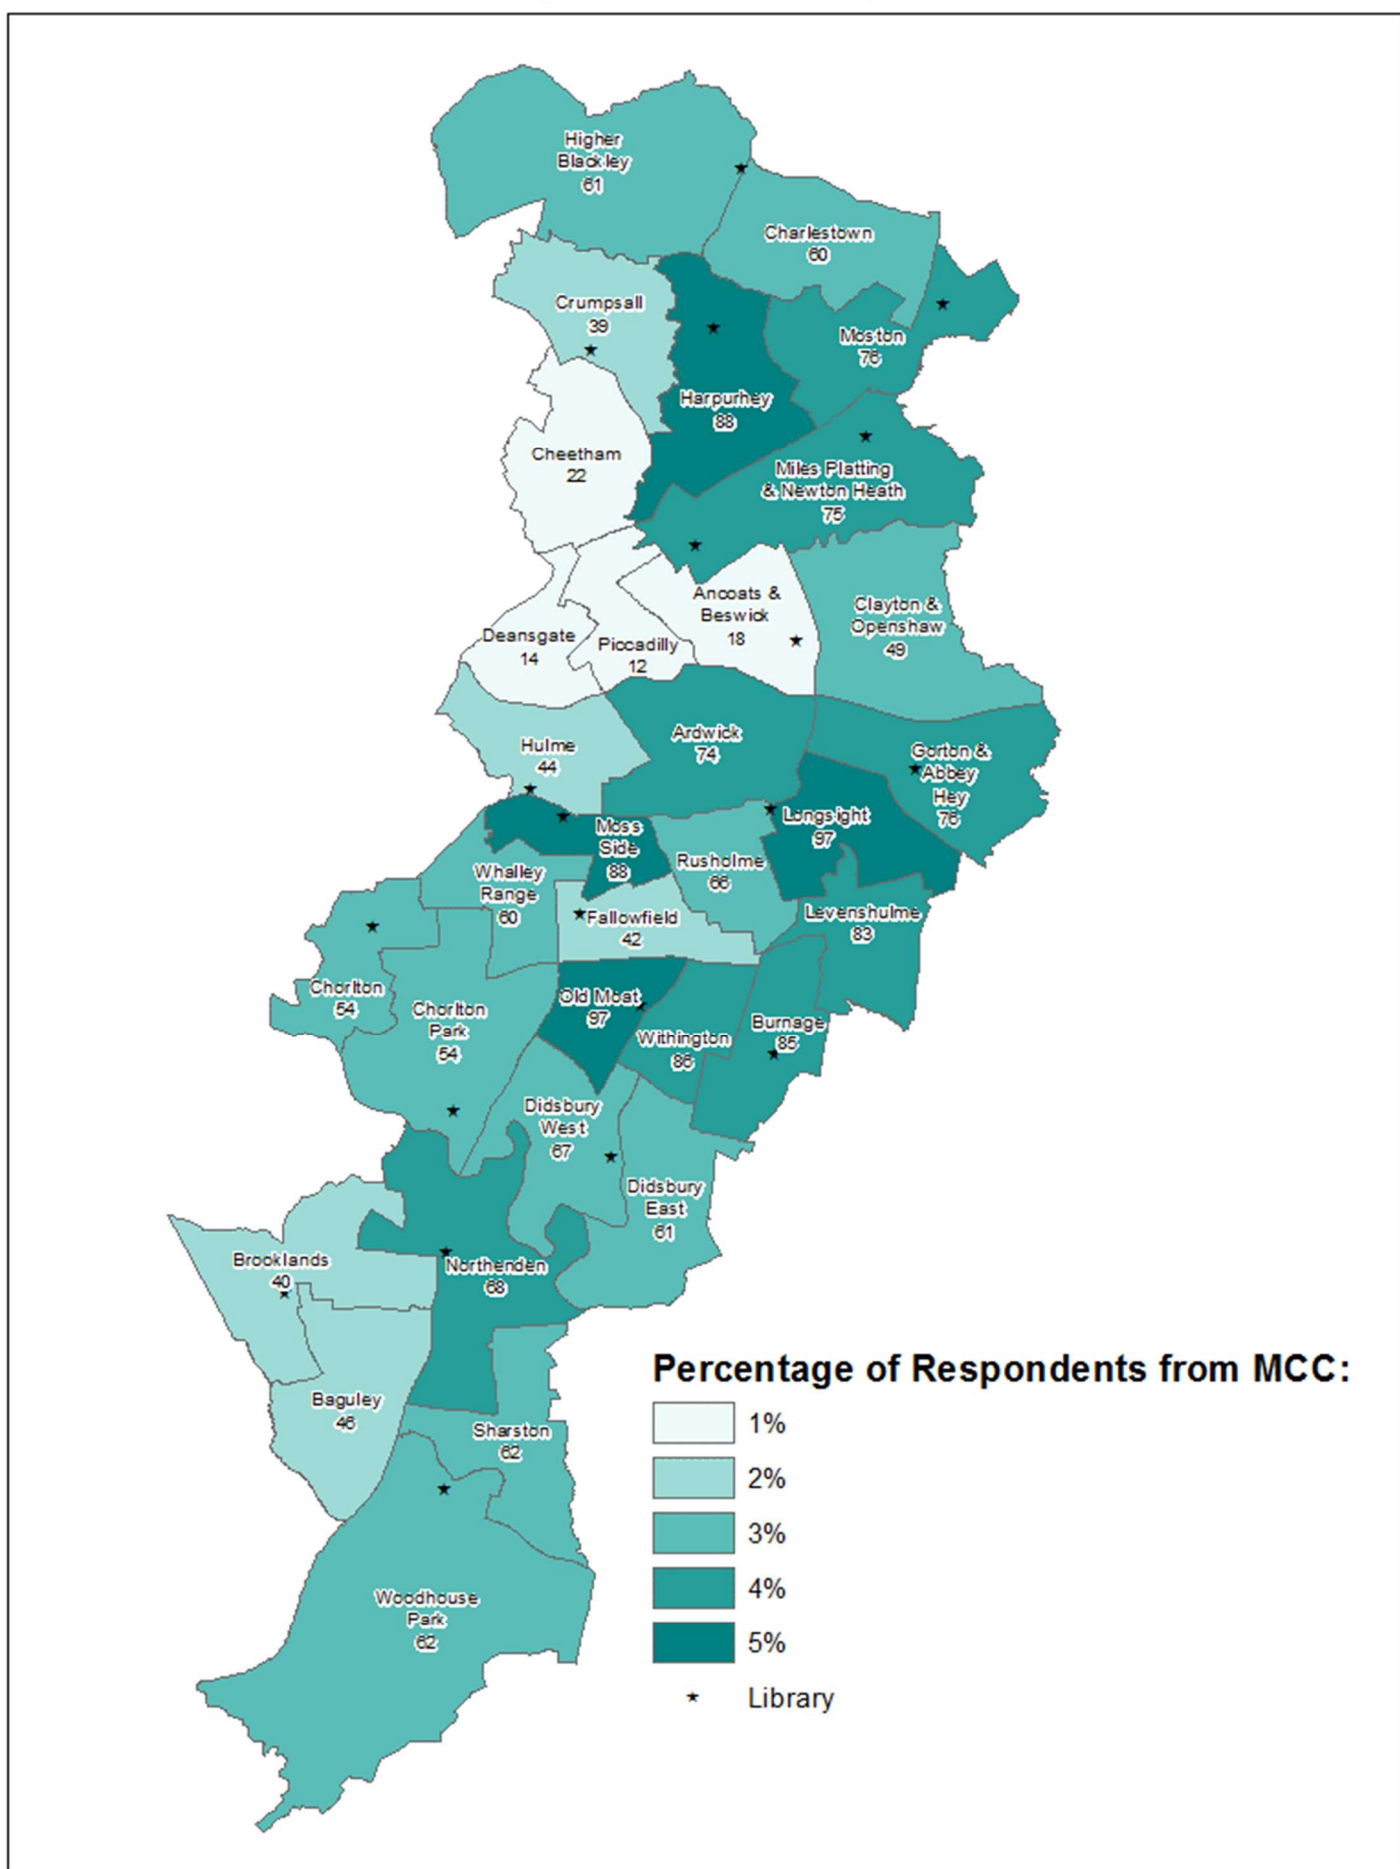 Higher
Blackley
61
Charlestown
60
Crumpsall
39
Moston
76
Harpurhey
88
Cheetham
22
Miles Platting
& Newton Heath
75
Ancoats &
Beswick
18
Clayton &
Openshaw
49
Deansgate
14
Piccadilly
12
Ardwick
74
Hulme
44
Gorton &
Abbey
Hey
76
Longsight
97
Moss
Side
88
Rusholme
66
Whalley
Range
60
Fallowfield
42
Levenshulme
83
Chorlton
54
Chorlton
Park
54
Old Moat
97
Withington
86
Burnage
85
Didsbury
West
67
Didsbury
East
61
Brooklands
40
Northenden
68
Baguley
46
Sharston
62
Woodhouse
Park
62
Percentage of Respondents from MCC:
1%
2%
3%
4%
5%
Library